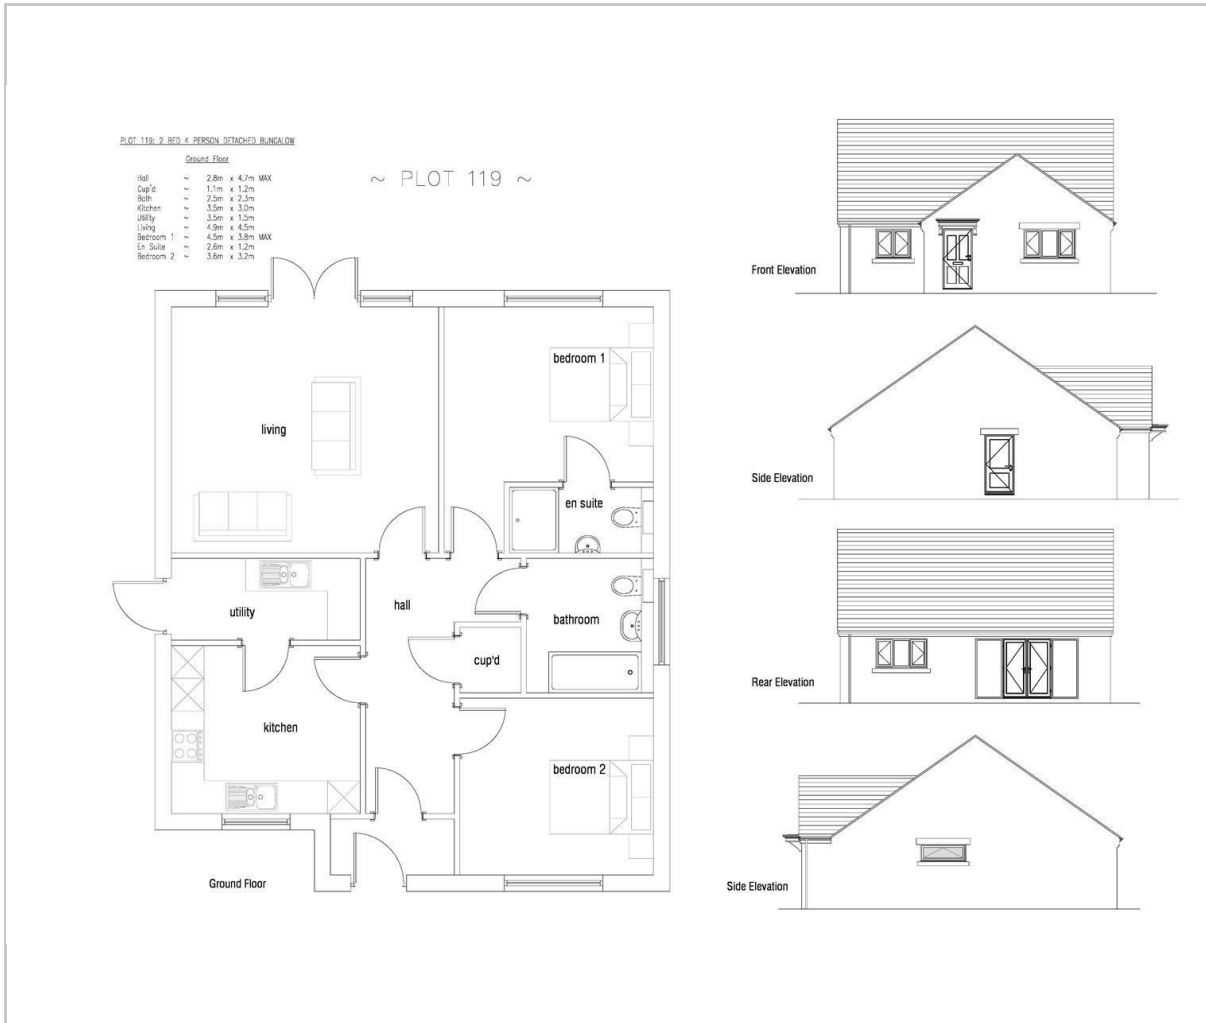 PLOT 119: 2 BED 4 PERSON DETACHED BUNGALOW
Ground Floor
Hall ~ 2.8m x 4.7m MAX
Cup'd ~ 1.1m x 1.2m
Bath ~ 2.5m x 2.3m
Kitchen ~ 3.5m x 3.0m
Utility ~ 3.5m x 1.5m
Living ~ 4.9m x 4.5m
Bedroom 1 ~ 4.5m x 3.8m MAX
En Suite ~ 2.6m x 1.2m
Bedroom 2 ~ 3.6m x 3.2m
~ PLOT 119 ~
bedroom 1
living
en suite
utility
hall
bathroom
cup'd
kitchen
bedroom 2
Ground Floor
Front Elevation
Side Elevation
Rear Elevation
Side Elevation